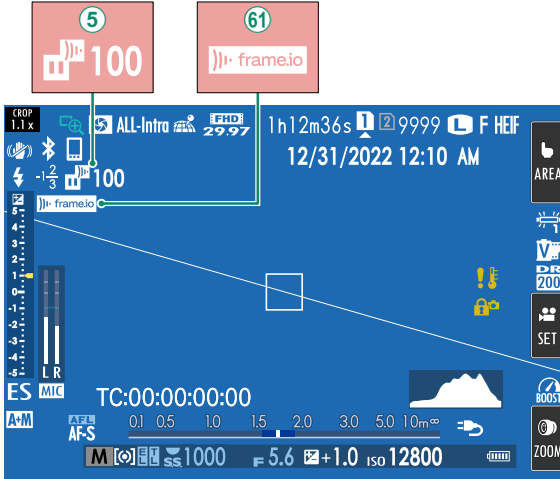 5 61
100 frame.io
CROP 1.1x ALL-Intra FHD 29.97 1h12m36s 1 2 9999 L F HEIF
12/31/2022 12:10 AM
-1 2/3 100
frame.io
AREA
5
4
3
2
1
0
-1
-2
-3
-4
-5
1
V
DR 200
SET
L R
ES MIC
TC:00:00:00:00
BOOST
A+M
AFL 0.1 0.5 1.0 1.5 2.0 3.0 5.0 10m ∞
AF-S
ZOOM
M EL TL SS 1000 F 5.6 +1.0 ISO 12800